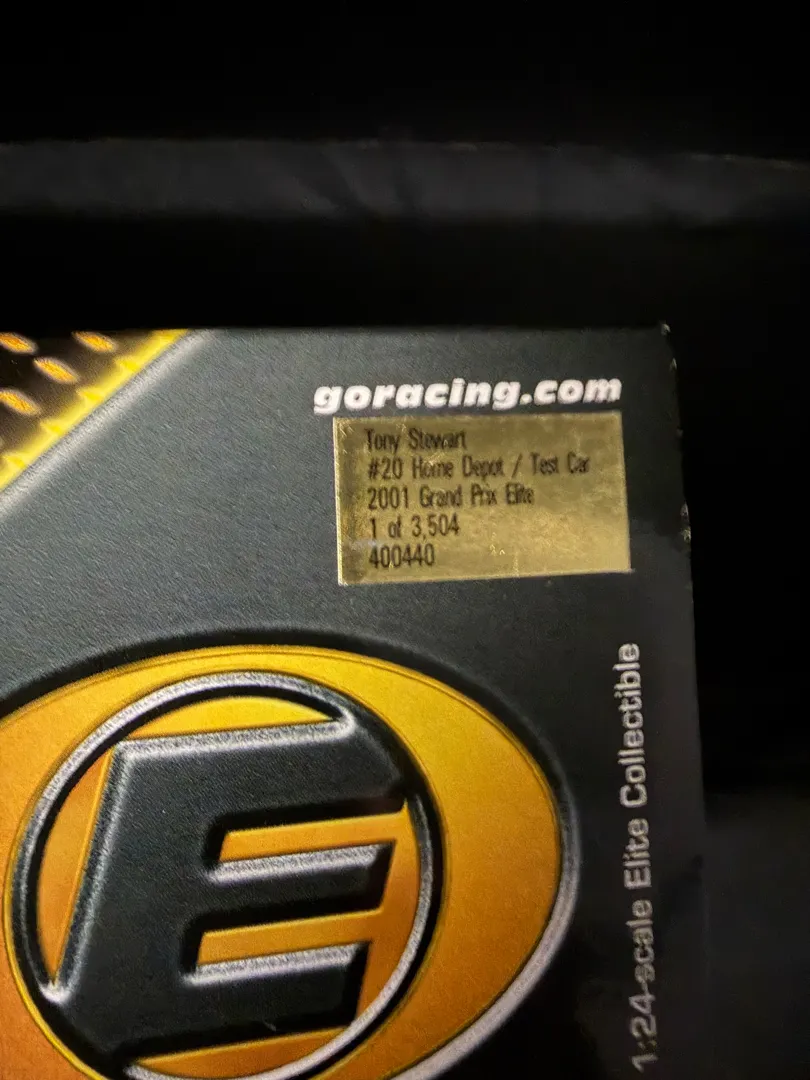 goracing.com
Tony Stewart
#20 Home Depot / Test Car
2001 Grand Prix Elite
1 of 3,504
400440
E
1:24-scale Elite Collectible